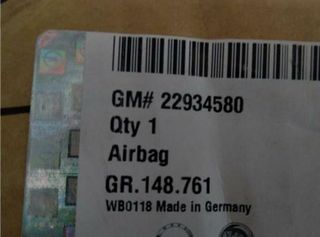 GM# 22934580
Qty 1
Airbag
GR.148.761
WB0118 Made in Germany